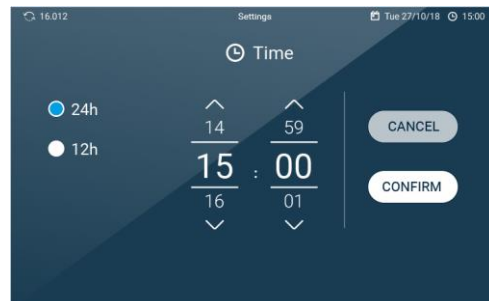 16.012 Settings Tue 27/10/18 15:00
Time
24h
12h
14 59
15 : 00
16 01
CANCEL
CONFIRM